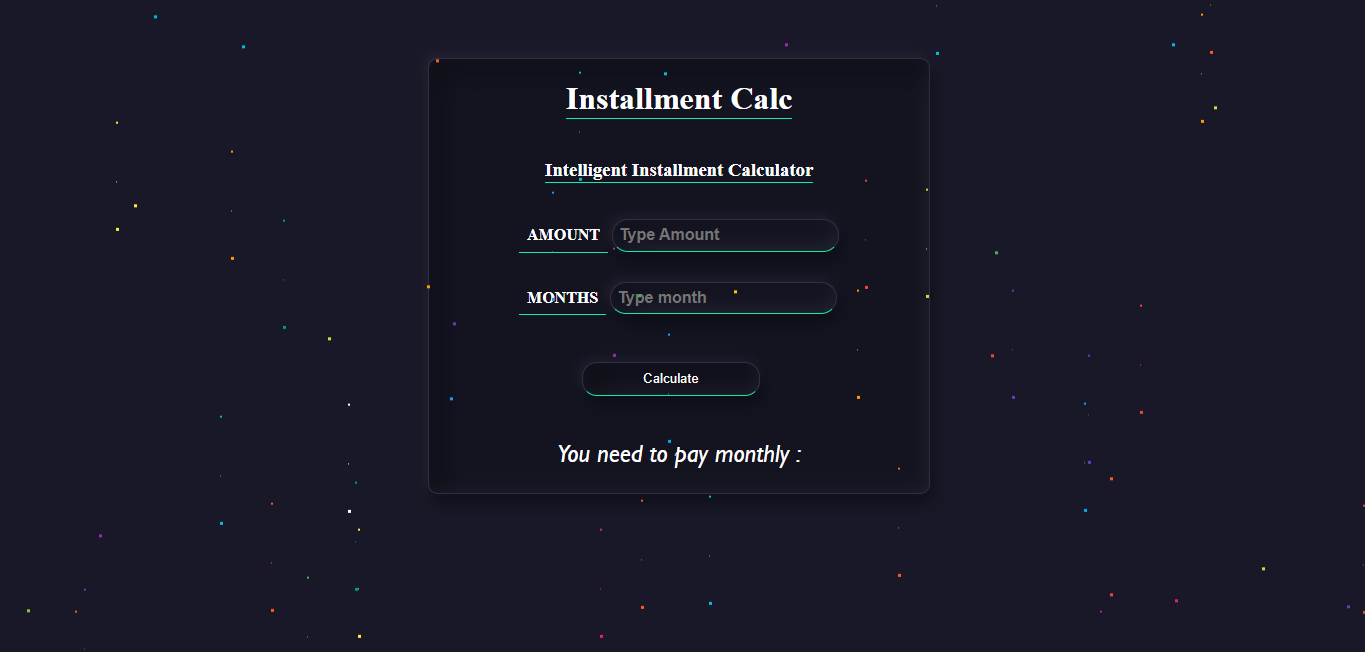 Installment Calc
Intelligent Installment Calculator
AMOUNT Type Amount
MONTHS Type month
Calculate
You need to pay monthly :